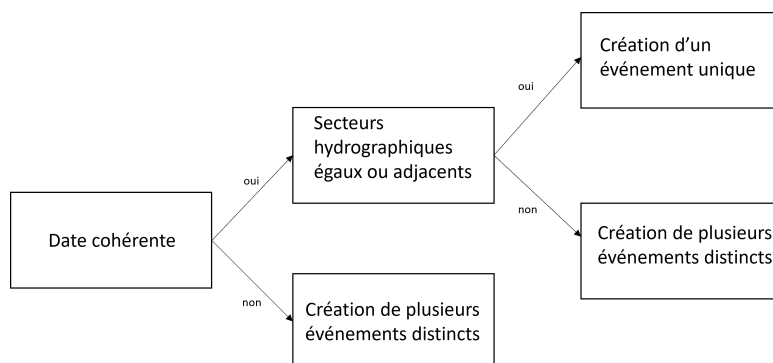 Date cohérente
oui
non
Secteurs
hydrographiques
égaux ou adjacents
Création de plusieurs
événements distincts
oui
non
Création d’un
événement unique
Création de plusieurs
événements distincts